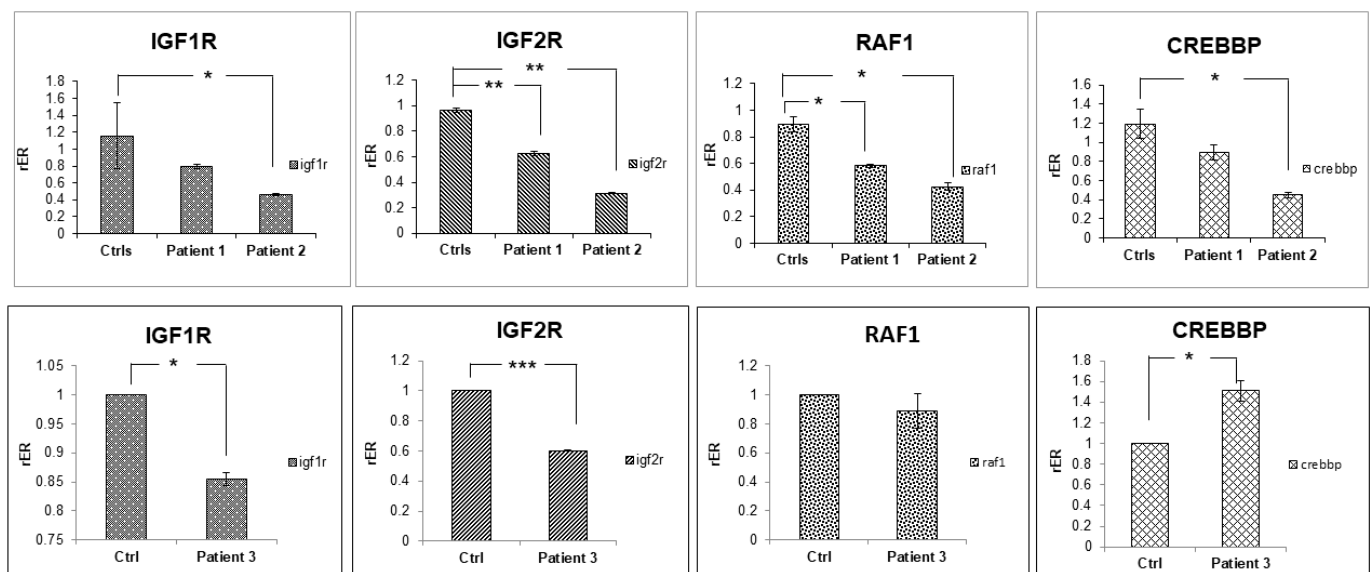 IGF1R
*
rER
1.8
1.6
1.4
1.2
1
0.8
0.6
0.4
0.2
0
Ctrls Patient 1 Patient 2
igf1r
IGF2R
**
**
rER
1.2
1
0.8
0.6
0.4
0.2
0
Ctrls Patient 1 Patient 2
igf2r
RAF1
*
*
rER
1.2
1
0.8
0.6
0.4
0.2
0
Ctrls Patient 1 Patient 2
raf1
CREBBP
*
rER
1.6
1.4
1.2
1
0.8
0.6
0.4
0.2
0
Ctrls Patient 1 Patient 2
crebbp
IGF1R
*
rER
1.05
1
0.95
0.9
0.85
0.8
0.75
Ctrl Patient 3
igf1r
IGF2R
***
rER
1.2
1
0.8
0.6
0.4
0.2
0
Ctrl Patient 3
igf2r
RAF1
rER
1.2
1
0.8
0.6
0.4
0.2
0
Ctrl Patient 3
raf1
CREBBP
*
rER
1.8
1.6
1.4
1.2
1
0.8
0.6
0.4
0.2
0
Ctrl Patient 3
crebbp